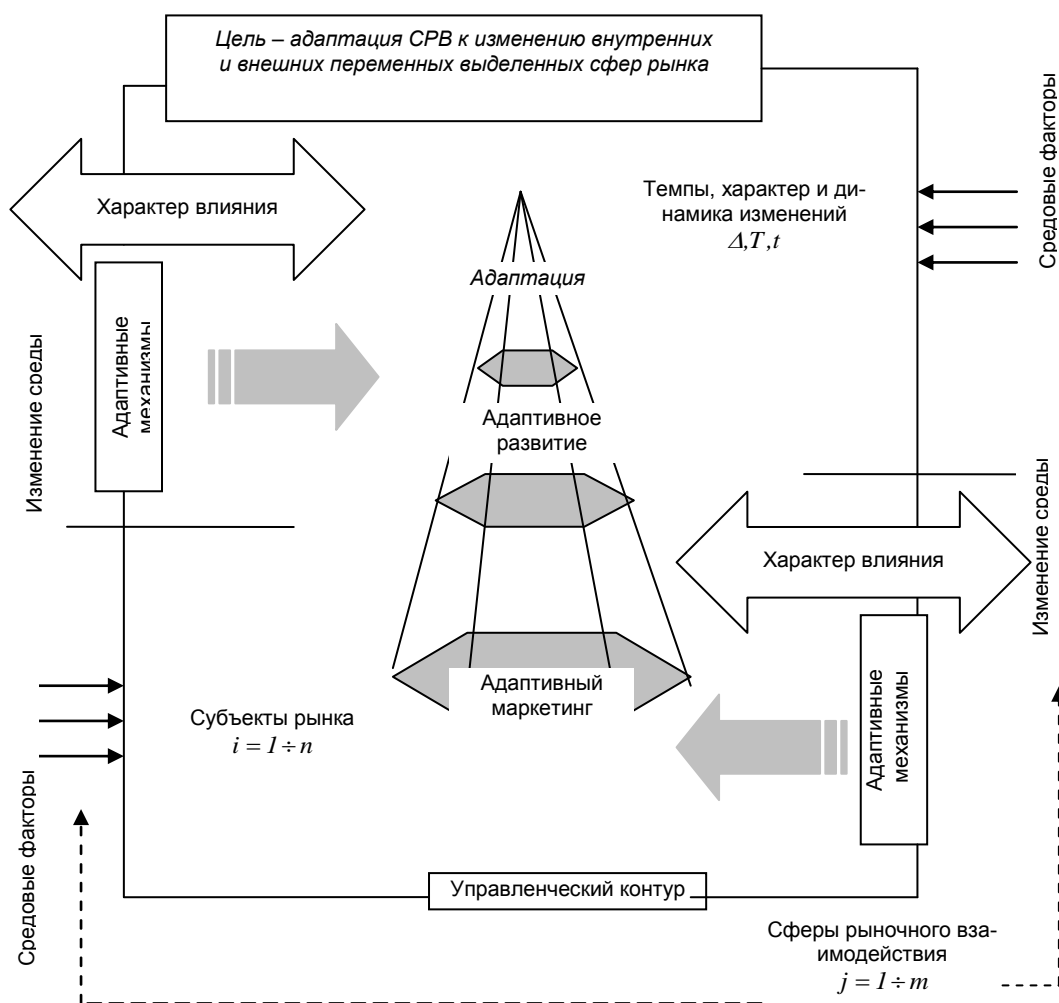 Цель – адаптация СРВ к изменению внутренних
и внешних переменных выделенных сфер рынка
Средовые факторы
Характер влияния
Темпы, характер и ди-
намика изменений
Δ,T,t
Адаптация
Изменение среды
Адаптивные
механизмы
Адаптивное
развитие
Характер влияния
Изменение среды
Адаптивный
маркетинг
Субъекты рынка
i = 1 ÷ n
Адаптивные
механизмы
Средовые факторы
Управленческий контур
Сферы рыночного вза-
имодействия
j = 1 ÷ m